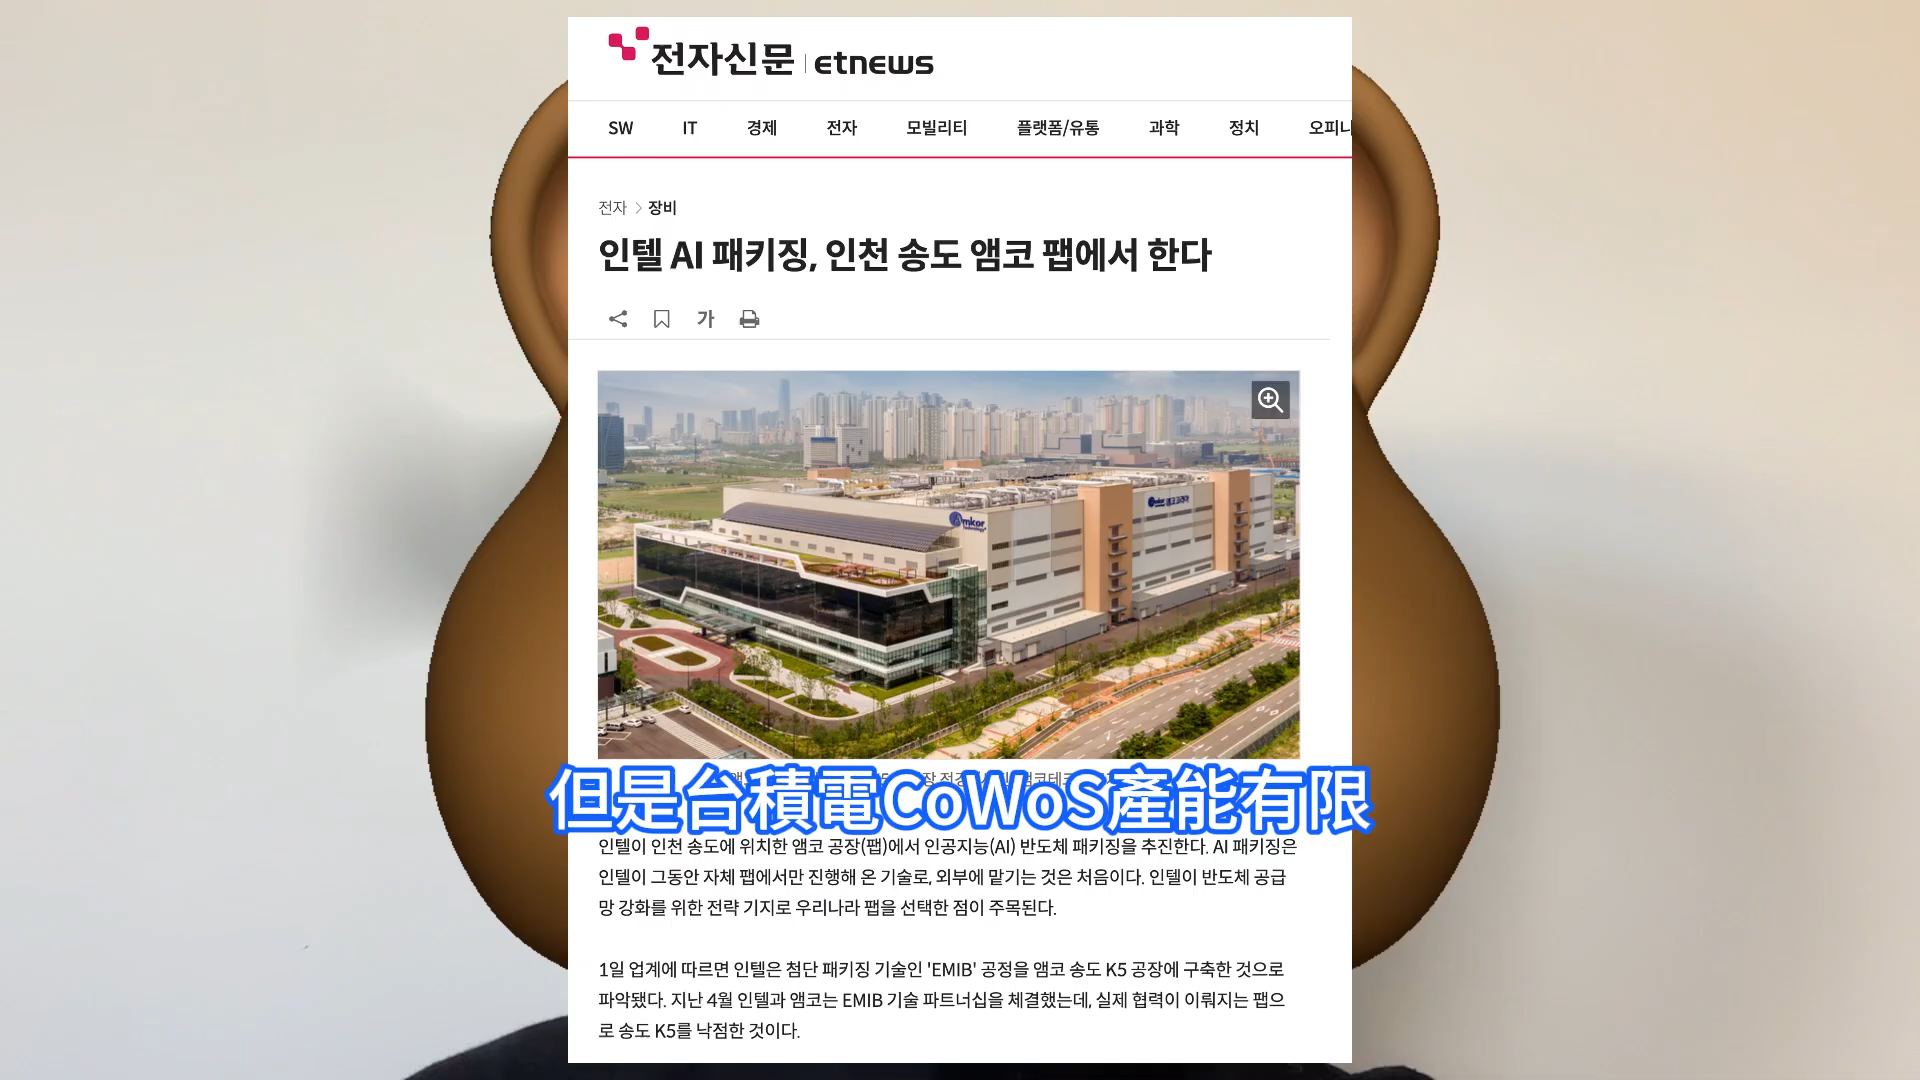 전자신문 etnews
SW IT 경제 전자 모빌리티 플랫폼/유통 과학 정치 오피니
전자 > 장비
인텔 AI 패키징, 인천 송도 앰코 팹에서 한다
가
Amkor
Technology
但是台積電CoWoS產能有限
인텔이 인천 송도에 위치한 앰코 공장(팹)에서 인공지능(AI) 반도체 패키징을 추진한다. AI 패키징은
인텔이 그동안 자체 팹에서만 진행해 온 기술로, 외부에 맡기는 것은 처음이다. 인텔이 반도체 공급
망 강화를 위한 전략 기지로 우리나라 팹을 선택한 점이 주목된다.
1일 업계에 따르면 인텔은 첨단 패키징 기술인 'EMIB' 공정을 앰코 송도 K5 공장에 구축한 것으로
파악됐다. 지난 4월 인텔과 앰코는 EMIB 기술 파트너십을 체결했는데, 실제 협력이 이뤄지는 팹으
로 송도 K5를 낙점한 것이다.